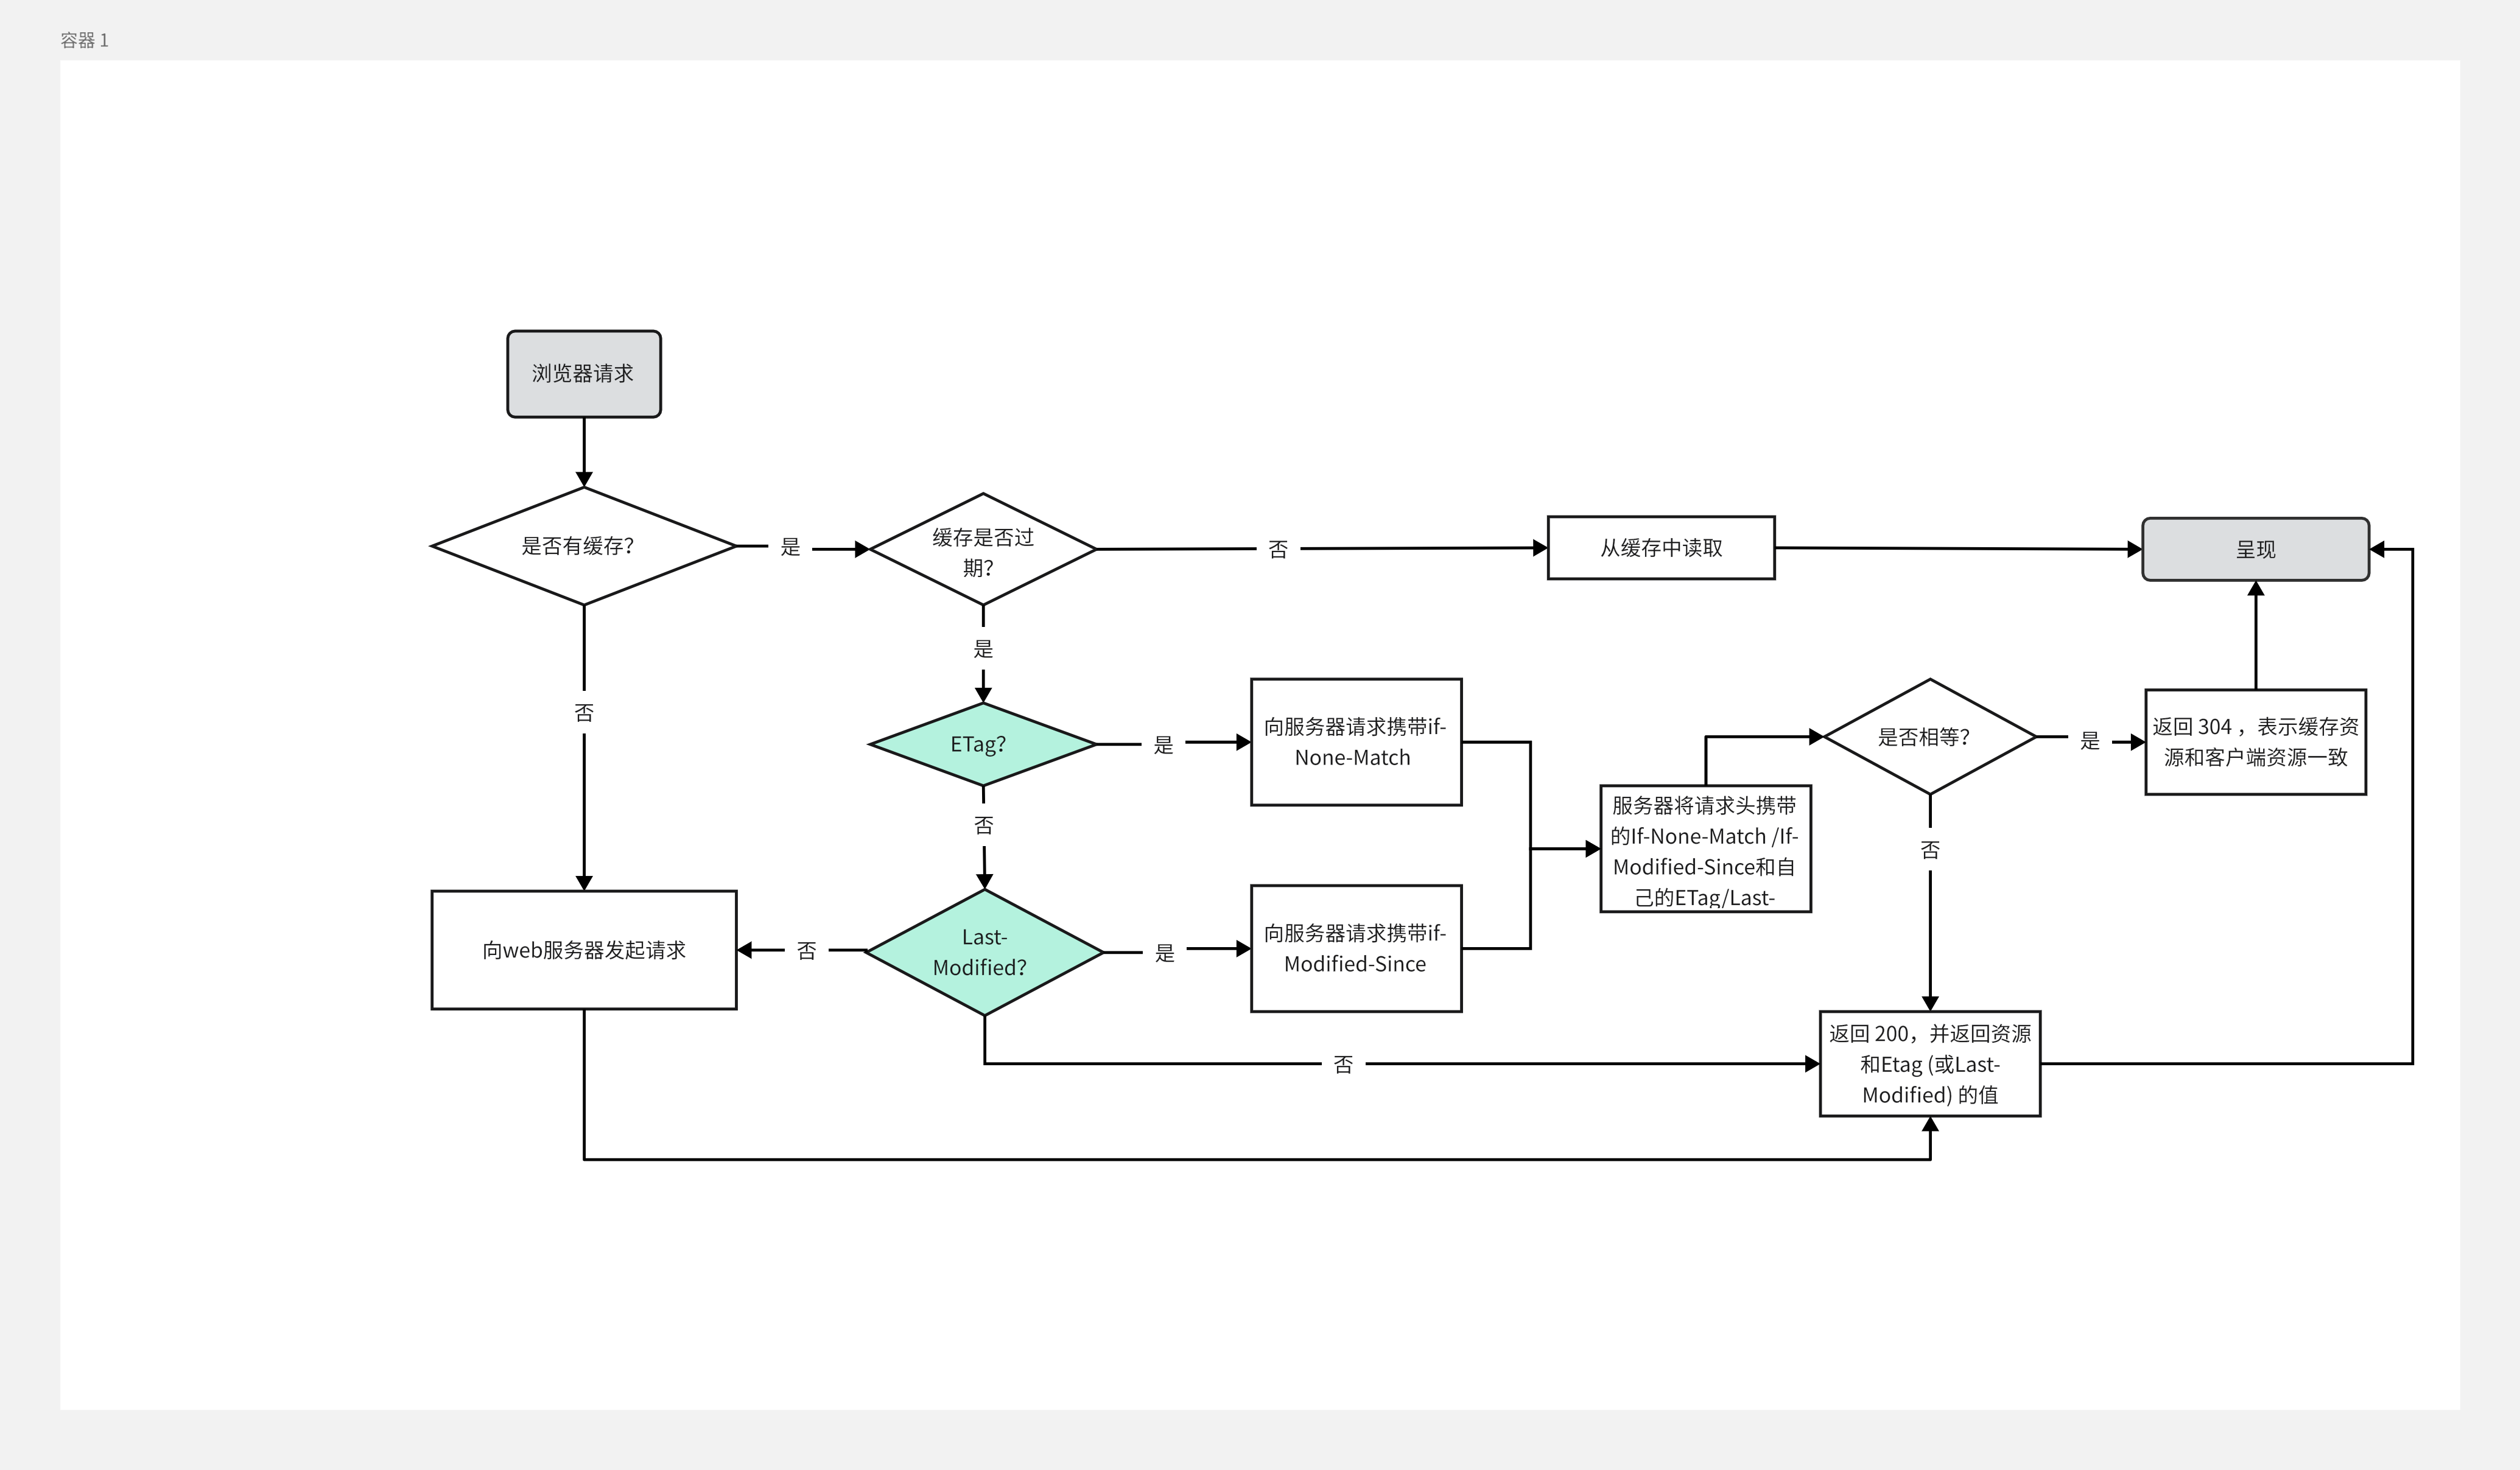 容器 1
浏览器请求
是否有缓存？
是
缓存是否过
期？
否
从缓存中读取
呈现
是
否
ETag？
是
向服务器请求携带if-
None-Match
是否相等？
是
返回 304 ，表示缓存资
源和客户端资源一致
否
服务器将请求头携带
的If-None-Match /If-
Modified-Since和自
己的ETag/Last-
否
向web服务器发起请求
否
Last-
Modified？
是
向服务器请求携带if-
Modified-Since
否
返回 200，并返回资源
和Etag (或Last-
Modified) 的值